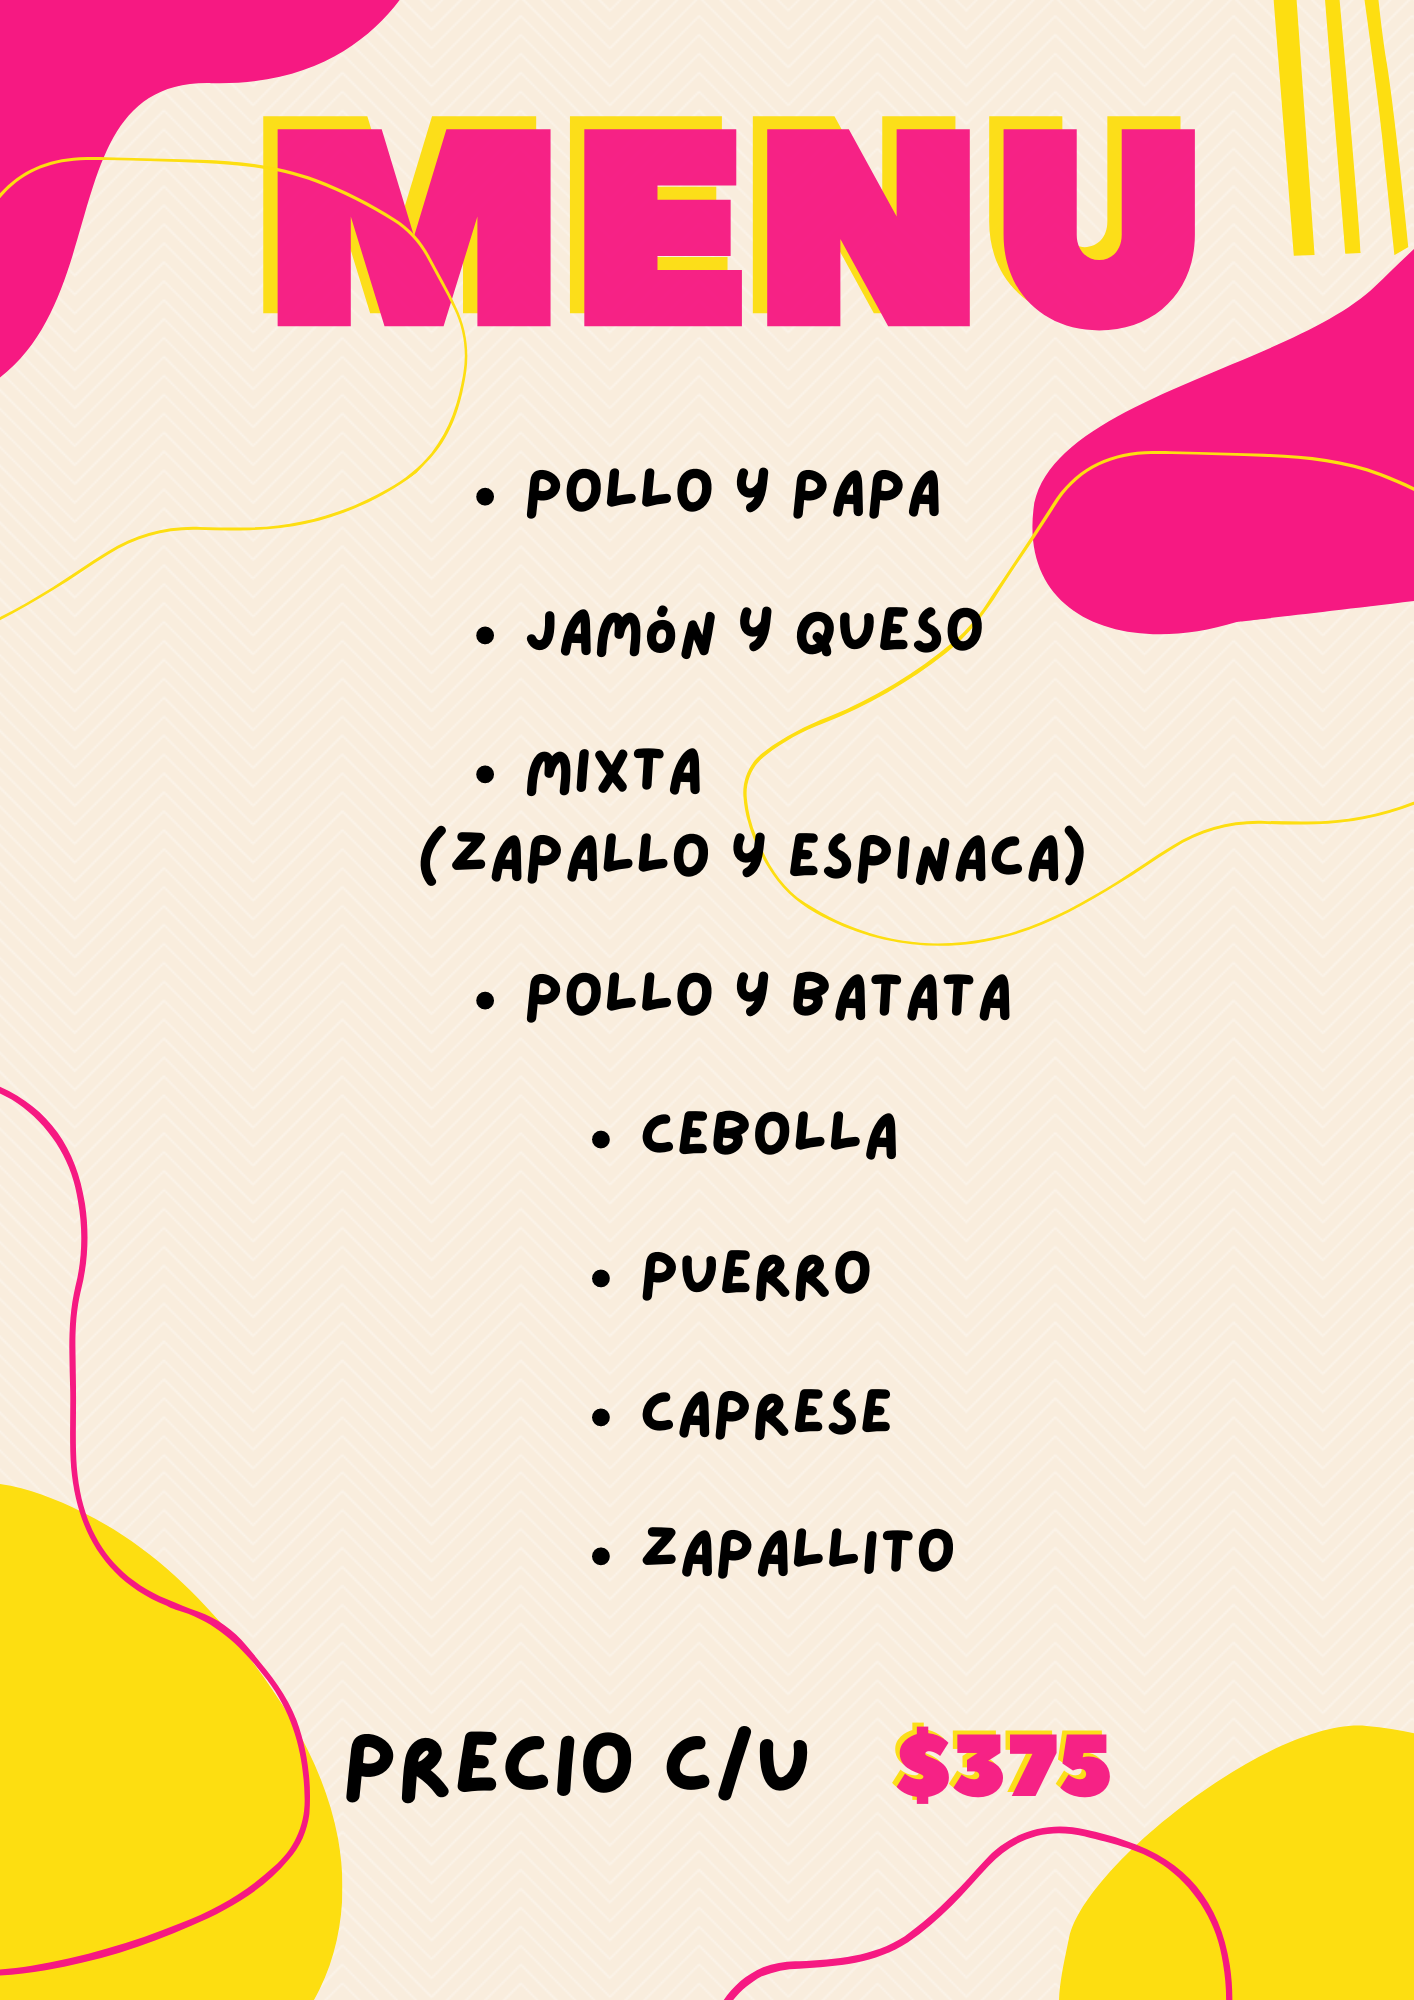 MENU
• POLLO Y PAPA
• JAMÓN Y QUESO
• MIXTA
(ZAPALLO Y ESPINACA)
• POLLO Y BATATA
• CEBOLLA
• PUERRO
• CAPRESE
• ZAPALLITO
PRECIO C/U $375